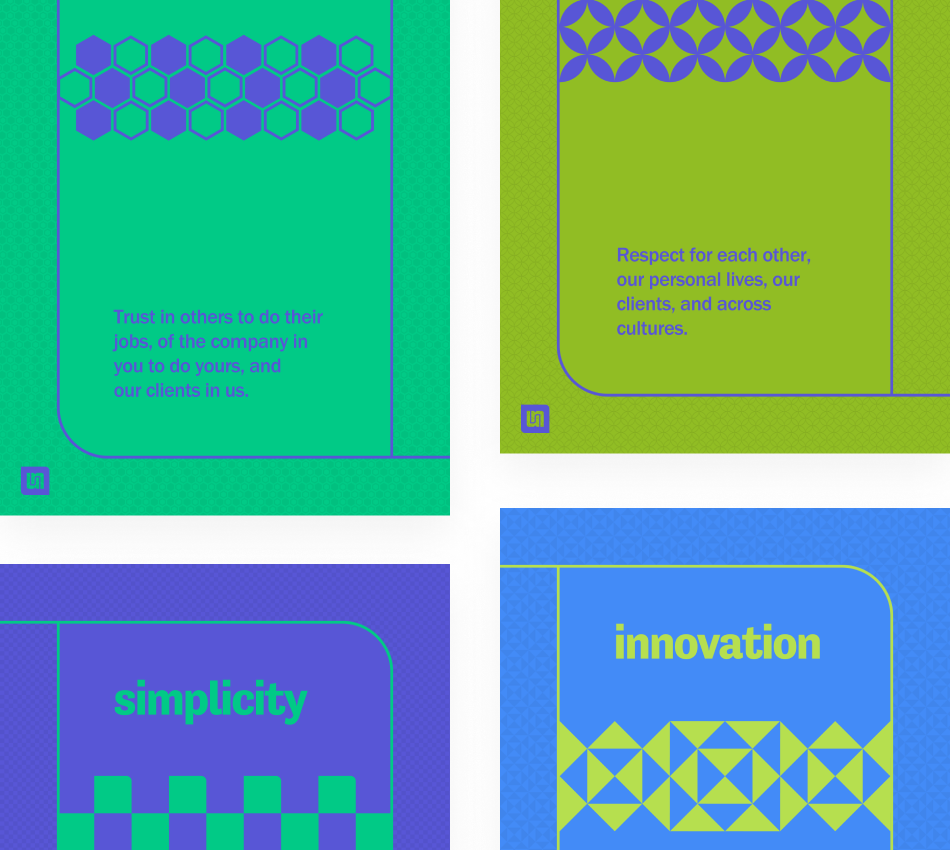 Trust in others to do their
jobs, of the company in
you to do yours, and
our clients in us.
Respect for each other,
our personal lives, our
clients, and across
cultures.
simplicity
innovation